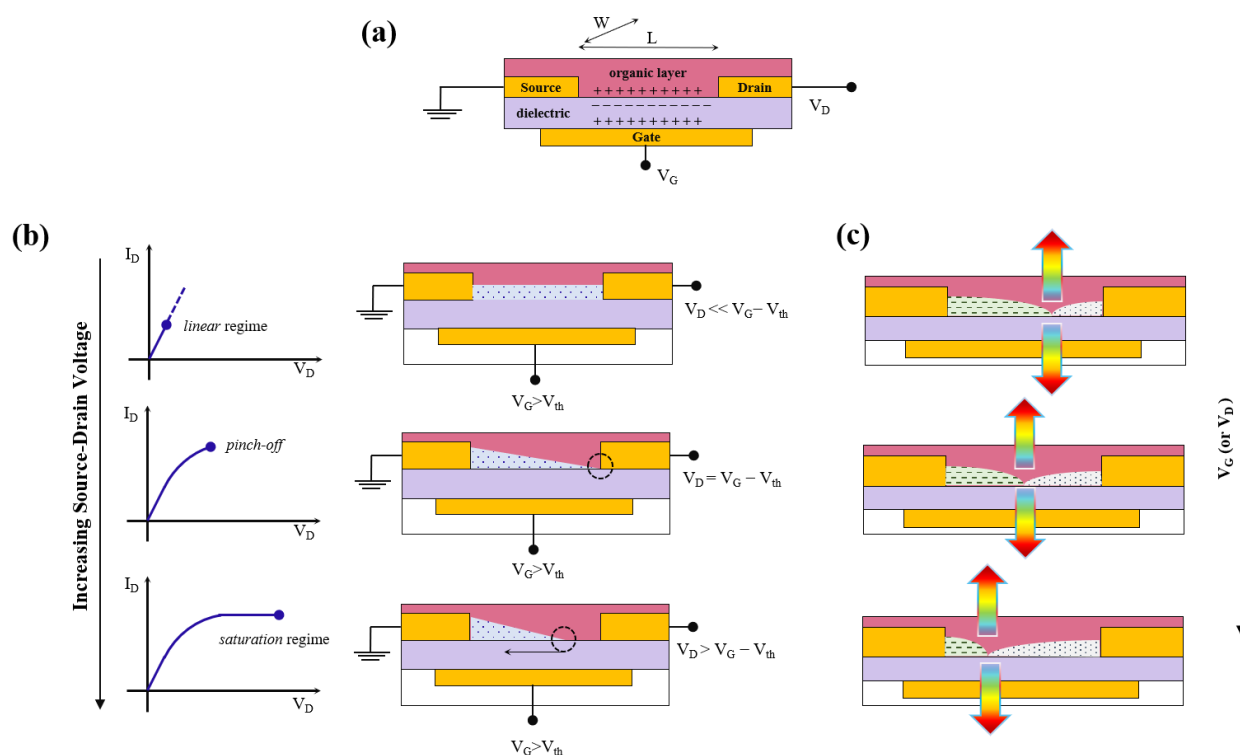 (a)
W
L
organic layer
Source
Drain
+ + + + + + + + + +
− − − − − − − − − −
dielectric
+ + + + + + + + + +
Gate
V_D
V_G
(b)
Increasing Source-Drain Voltage
I_D
linear regime
V_D
V_D << V_G − V_th
V_G>V_th
I_D
pinch-off
V_D
V_D = V_G − V_th
V_G>V_th
I_D
saturation regime
V_D
V_D > V_G − V_th
V_G>V_th
(c)
V_G (or V_D)